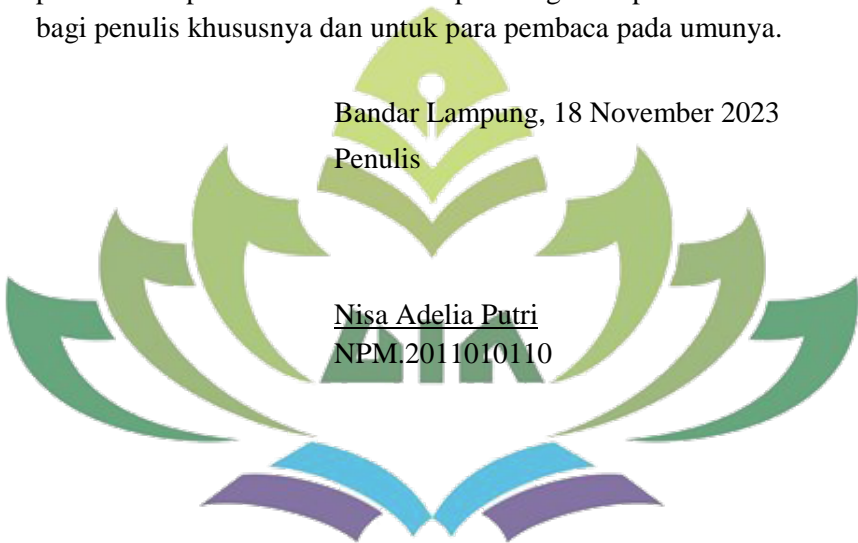 bagi penulis khususnya dan untuk para pembaca pada umunya.
Bandar Lampung, 18 November 2023
Penulis
Nisa Adelia Putri
NPM.2011010110